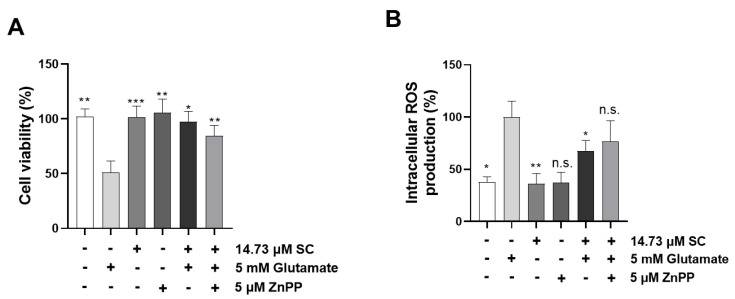 A
Cell viability (%)
150
100
50
0
** *** ** * **
- - + - + + 14.73 µM SC
- + - - + + 5 mM Glutamate
- - - + - + 5 µM ZnPP
B
Intracellular ROS
production (%)
150
100
50
0
* ** n.s. * n.s.
- - + - + + 14.73 µM SC
- + - - + + 5 mM Glutamate
- - - + - + 5 µM ZnPP